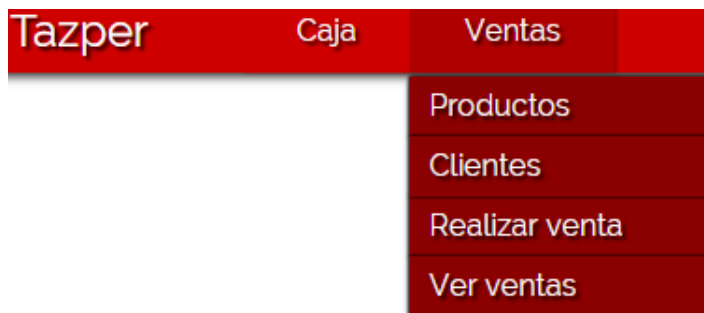 Tazper Caja Ventas
Productos
Clientes
Realizar venta
Ver ventas